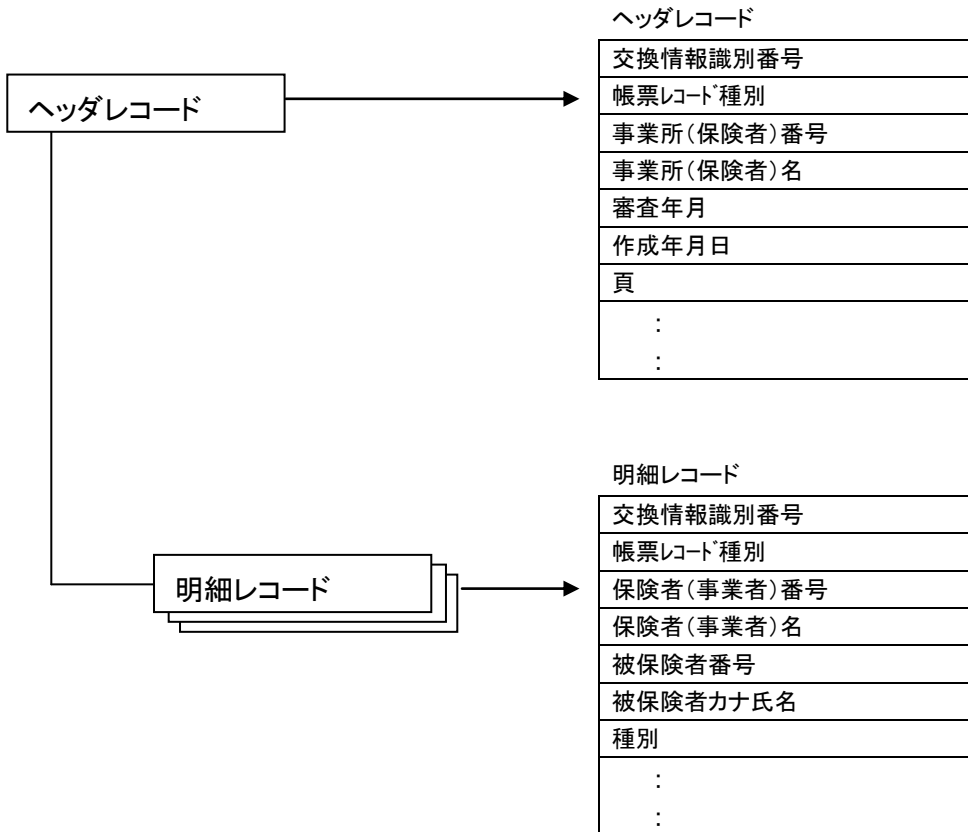 ヘッダレコード
ヘッダレコード
交換情報識別番号
帳票ﾚｺｰﾄﾞ種別
事業所(保険者)番号
事業所(保険者)名
審査年月
作成年月日
頁
:
:
明細レコード
明細レコード
交換情報識別番号
帳票ﾚｺｰﾄﾞ種別
保険者(事業者)番号
保険者(事業者)名
被保険者番号
被保険者カナ氏名
種別
:
: